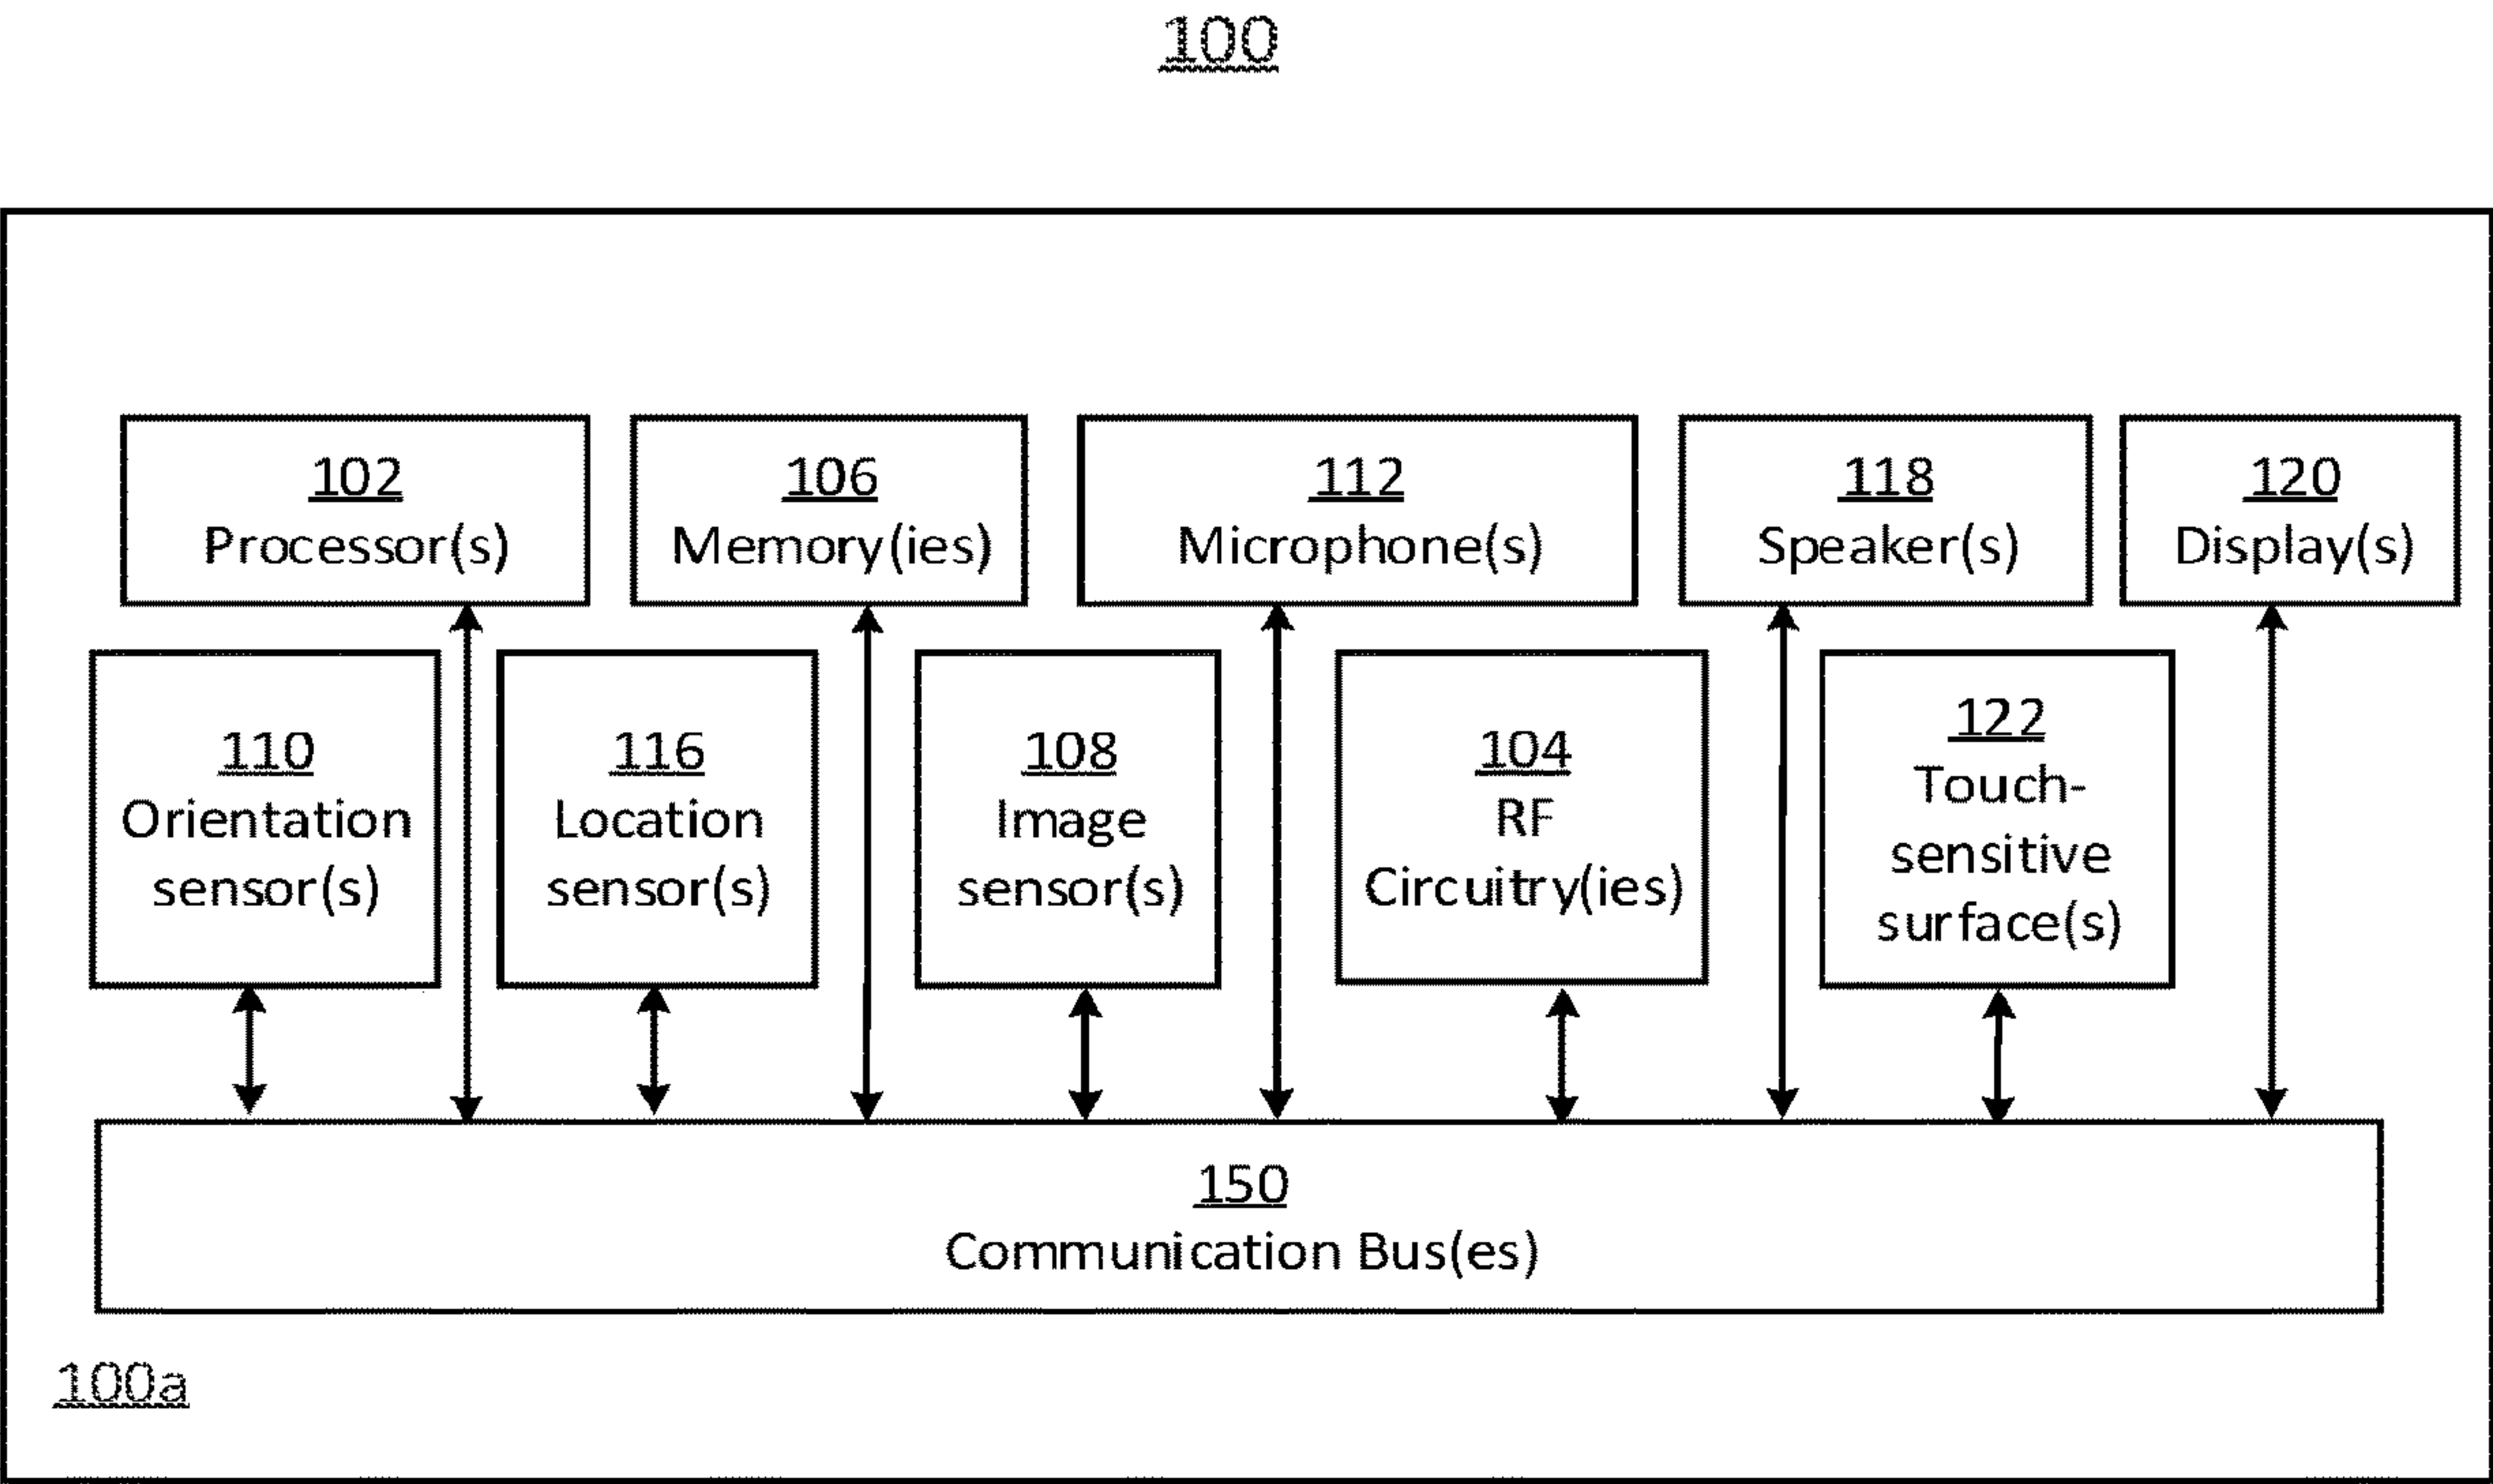 100
102
Processor(s)
106
Memory(ies)
112
Microphone(s)
118
Speaker(s)
120
Display(s)
110
Orientation
sensor(s)
116
Location
sensor(s)
108
Image
sensor(s)
104
RF
Circuitry(ies)
122
Touch-
sensitive
surface(s)
150
Communication Bus(es)
100a